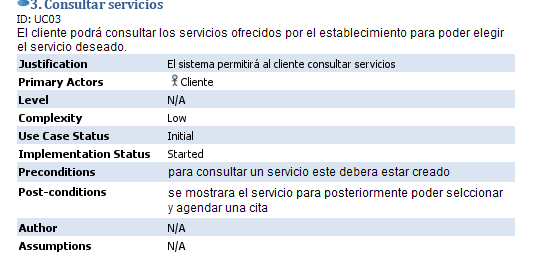 3. Consultar servicios
ID: UC03
El cliente podrá consultar los servicios ofrecidos por el establecimiento para poder elegir
el servicio deseado.
Justification El sistema permitirá al cliente consultar servicios
Primary Actors Cliente
Level N/A
Complexity Low
Use Case Status Initial
Implementation Status Started
Preconditions para consultar un servicio este debera estar creado
Post-conditions se mostrara el servicio para posteriormente poder selccionar
y agendar una cita
Author N/A
Assumptions N/A